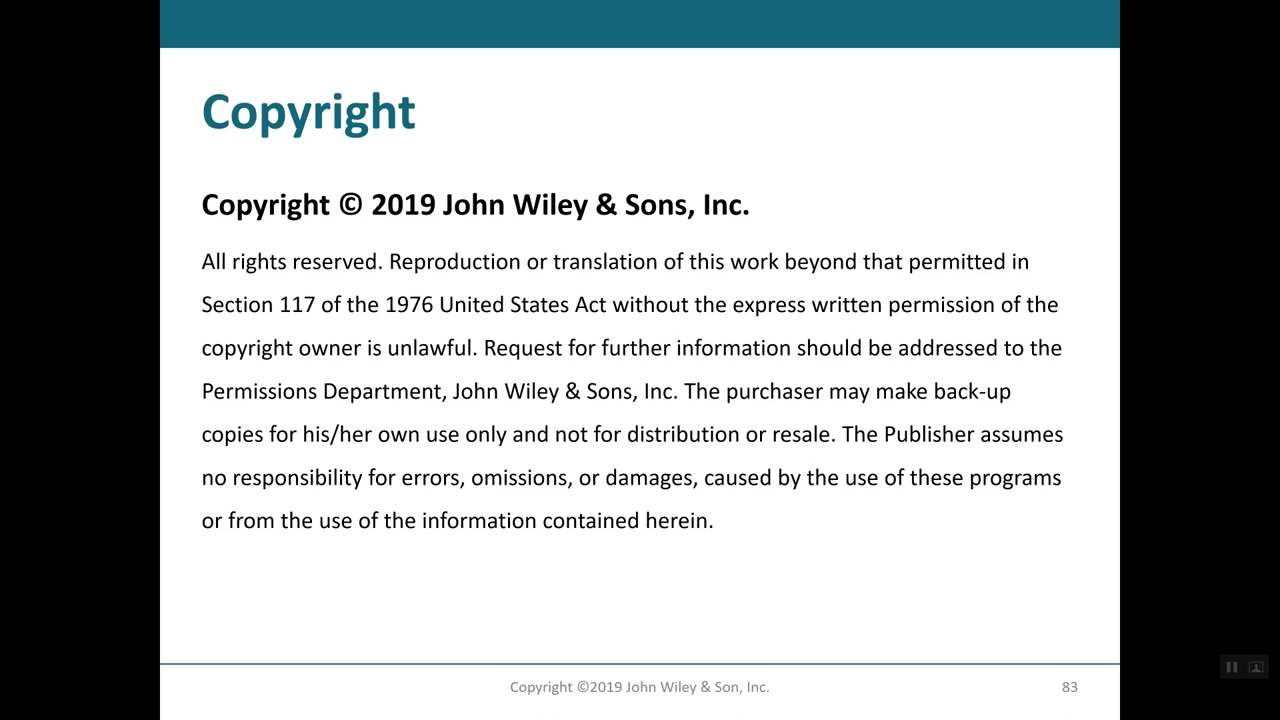 Copyright
Copyright © 2019 John Wiley & Sons, Inc.
All rights reserved. Reproduction or translation of this work beyond that permitted in
Section 117 of the 1976 United States Act without the express written permission of the
copyright owner is unlawful. Request for further information should be addressed to the
Permissions Department, John Wiley & Sons, Inc. The purchaser may make back-up
copies for his/her own use only and not for distribution or resale. The Publisher assumes
no responsibility for errors, omissions, or damages, caused by the use of these programs
or from the use of the information contained herein.
Copyright ©2019 John Wiley & Son, Inc.
83